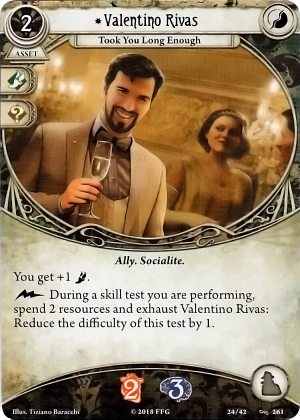 2
*Valentino Rivas
ASSET
Took You Long Enough
?
Ally. Socialite.
You get +1
During a skill test you are performing,
spend 2 resources and exhaust Valentino Rivas:
Reduce the difficulty of this test by 1.
2 3
Illus. Tiziano Baracchi © 2018 FFG 24/42 261